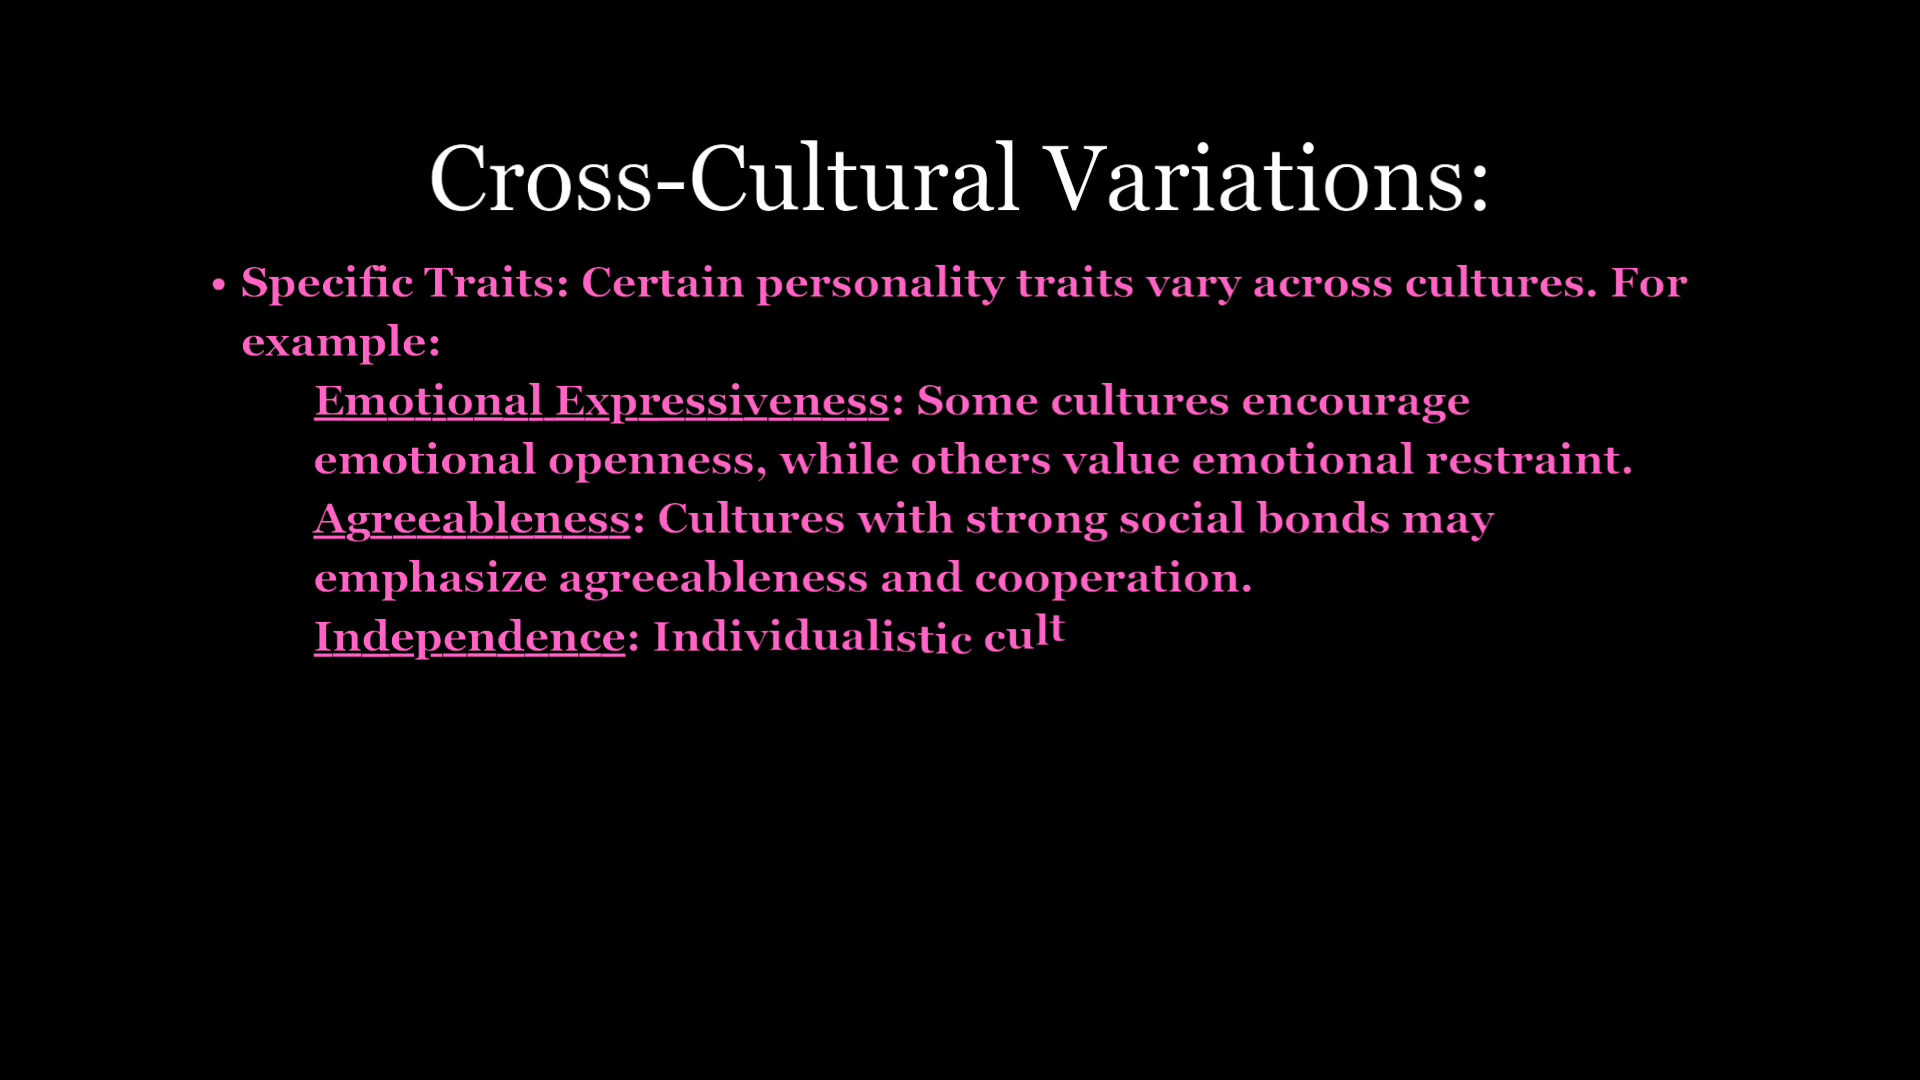 Cross-Cultural Variations:
• Specific Traits: Certain personality traits vary across cultures. For
example:
Emotional Expressiveness: Some cultures encourage
emotional openness, while others value emotional restraint.
Agreeableness: Cultures with strong social bonds may
emphasize agreeableness and cooperation.
Independence: Individualistic cult